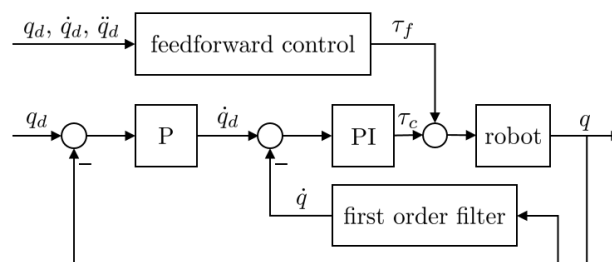 q_d, q̇_d, q̈_d
feedforward control
τ_f
q_d
P
q̇_d
PI
τ_c
robot
q
−
−
q̇
first order filter